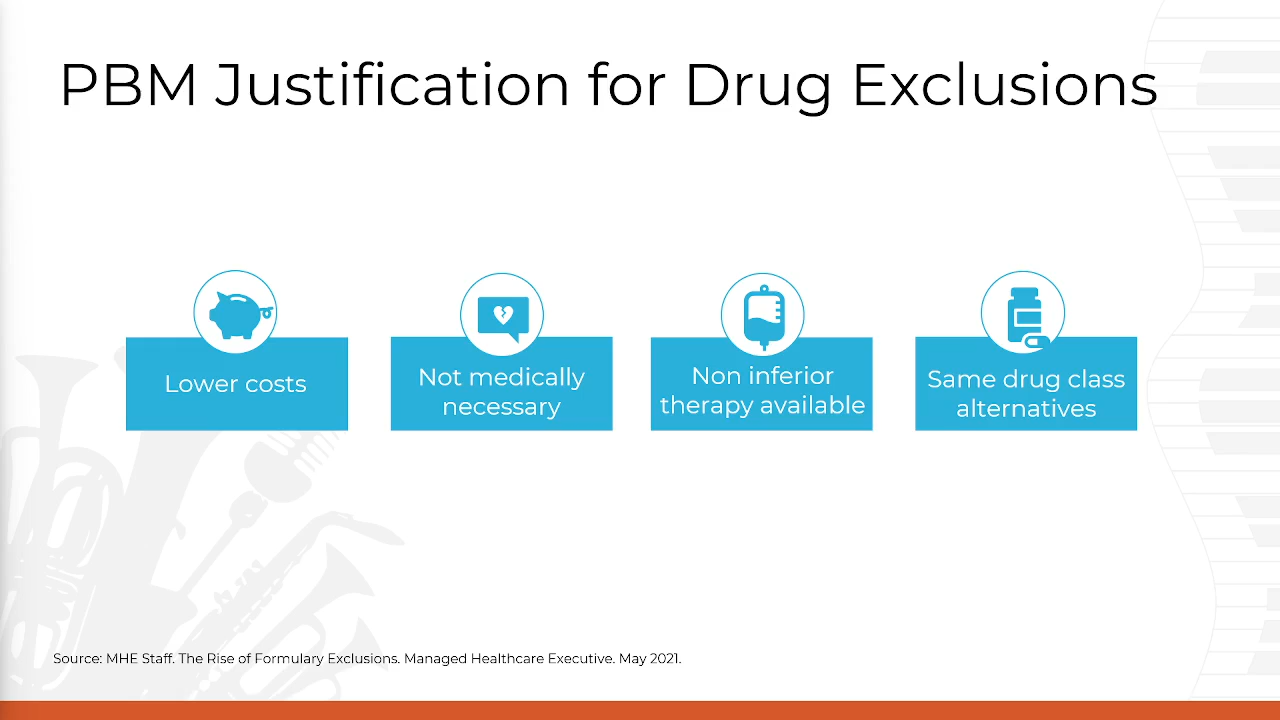 PBM Justification for Drug Exclusions
Lower costs
Not medically
necessary
Non inferior
therapy available
Same drug class
alternatives
Source: MHE Staff. The Rise of Formulary Exclusions. Managed Healthcare Executive. May 2021.